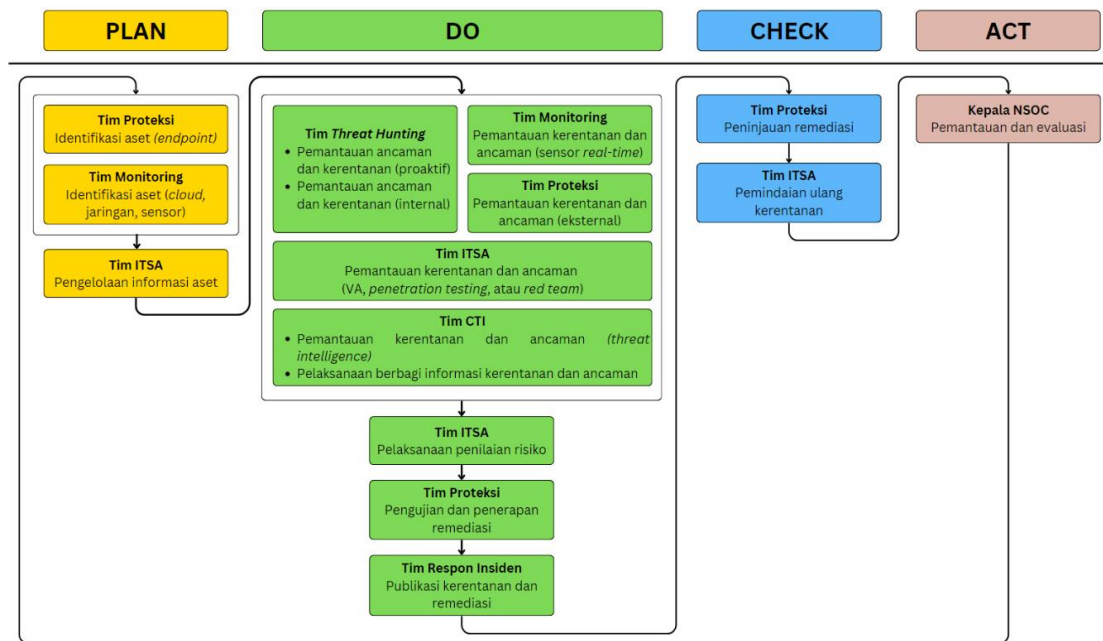 PLAN
DO
CHECK
ACT
Tim Proteksi
Identifikasi aset (endpoint)
Tim Monitoring
Identifikasi aset (cloud,
jaringan, sensor)
Tim ITSA
Pengelolaan informasi aset
Tim Threat Hunting
• Pemantauan ancaman
dan kerentanan (proaktif)
• Pemantauan ancaman
dan kerentanan (internal)
Tim Monitoring
Pemantauan kerentanan dan
ancaman (sensor real-time)
Tim Proteksi
Pemantauan kerentanan dan
ancaman (eksternal)
Tim ITSA
Pemantauan kerentanan dan ancaman
(VA, penetration testing, atau red team)
Tim CTI
• Pemantauan kerentanan dan ancaman (threat
intelligence)
• Pelaksanaan berbagi informasi kerentanan dan ancaman
Tim ITSA
Pelaksanaan penilaian risiko
Tim Proteksi
Pengujian dan penerapan
remediasi
Tim Respon Insiden
Publikasi kerentanan dan
remediasi
Tim Proteksi
Peninjauan remediasi
Tim ITSA
Pemindaian ulang
kerentanan
Kepala NSOC
Pemantauan dan evaluasi